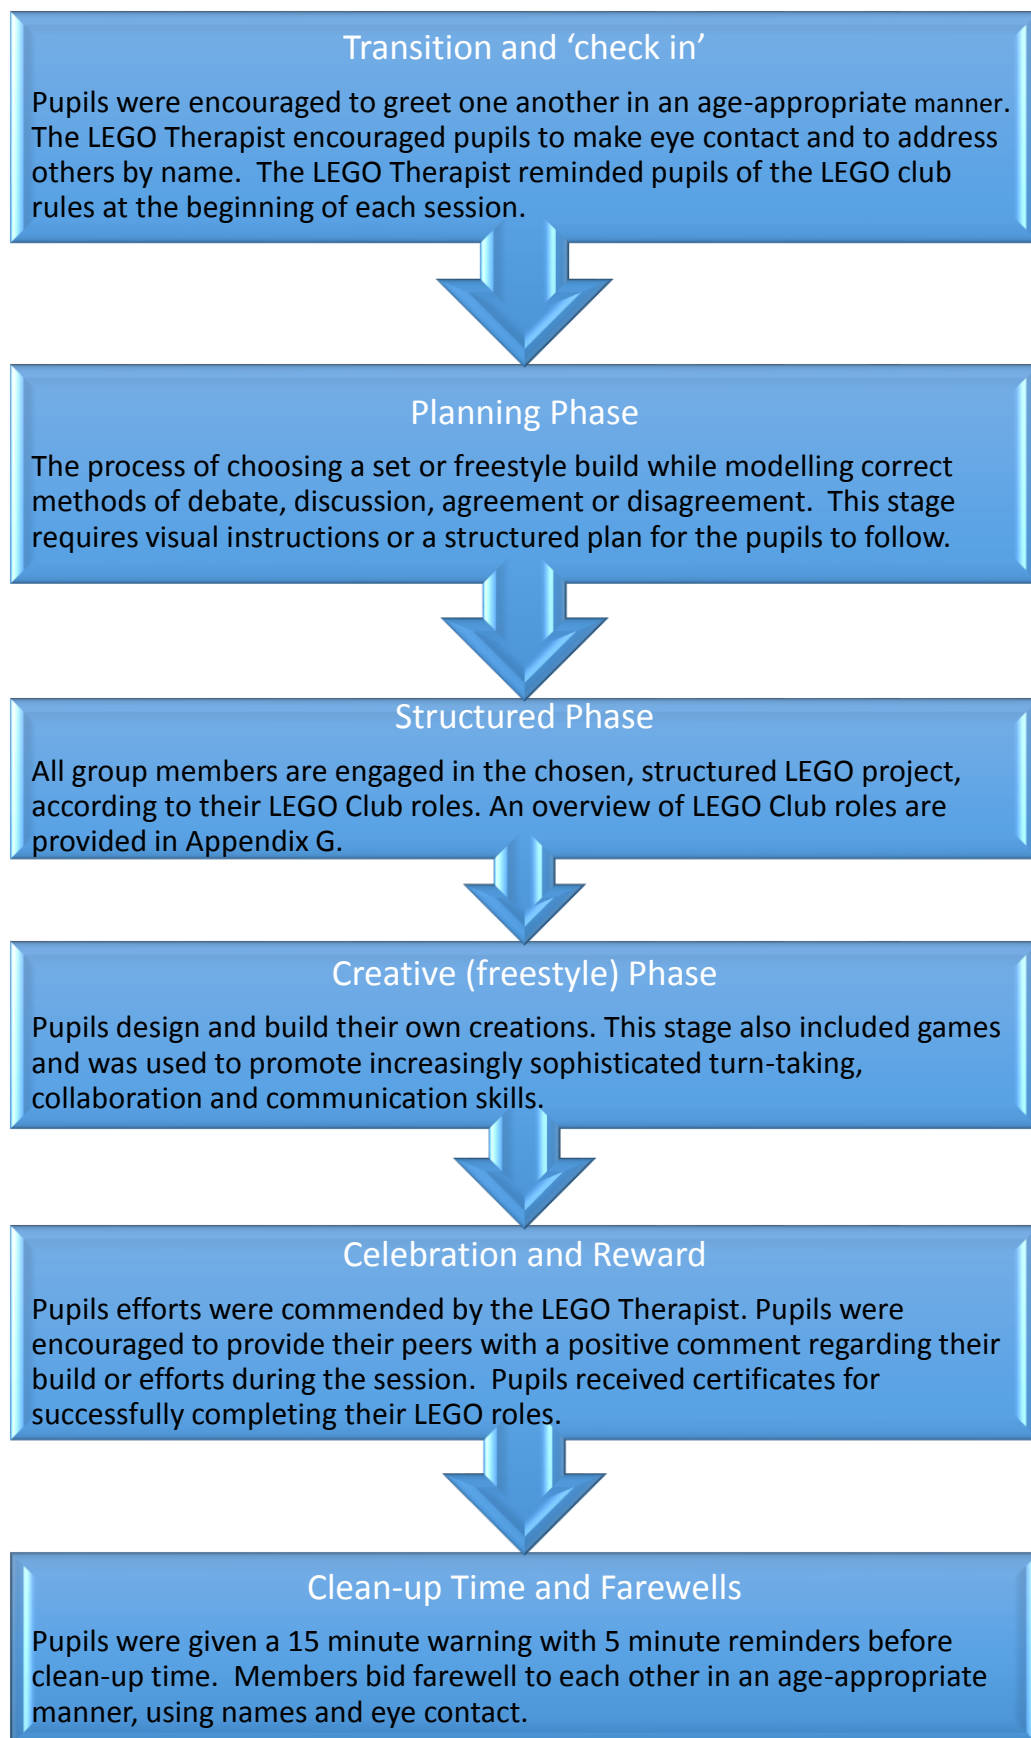 Transition and ‘check in’
Pupils were encouraged to greet one another in an age-appropriate manner.
The LEGO Therapist encouraged pupils to make eye contact and to address
others by name.  The LEGO Therapist reminded pupils of the LEGO club
rules at the beginning of each session.
Planning Phase
The process of choosing a set or freestyle build while modelling correct
methods of debate, discussion, agreement or disagreement.  This stage
requires visual instructions or a structured plan for the pupils to follow.
Structured Phase
All group members are engaged in the chosen, structured LEGO project,
according to their LEGO Club roles. An overview of LEGO Club roles are
provided in Appendix G.
Creative (freestyle) Phase
Pupils design and build their own creations. This stage also included games
and was used to promote increasingly sophisticated turn-taking,
collaboration and communication skills.
Celebration and Reward
Pupils efforts were commended by the LEGO Therapist. Pupils were
encouraged to provide their peers with a positive comment regarding their
build or efforts during the session.  Pupils received certificates for
successfully completing their LEGO roles.
Clean-up Time and Farewells
Pupils were given a 15 minute warning with 5 minute reminders before
clean-up time.  Members bid farewell to each other in an age-appropriate
manner, using names and eye contact.